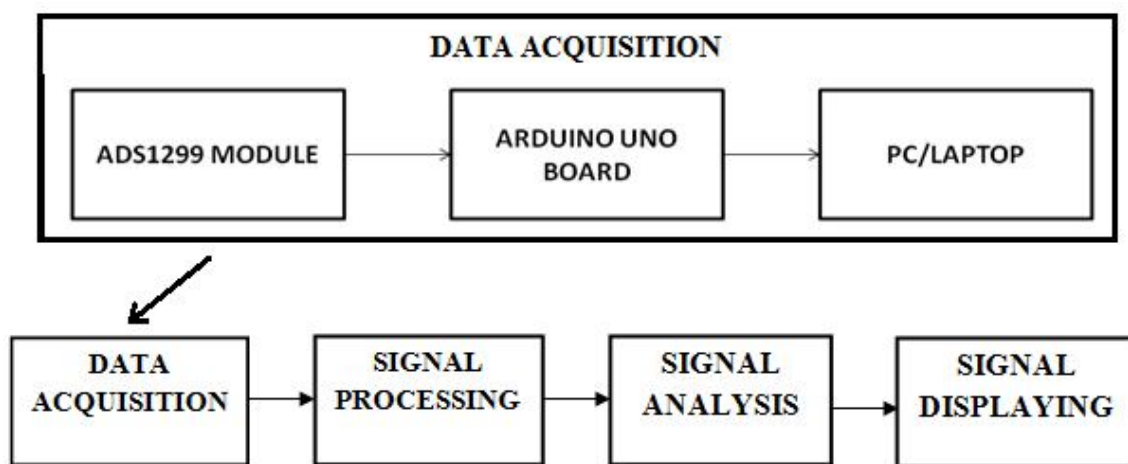 DATA ACQUISITION
ADS1299 MODULE
ARDUINO UNO
BOARD
PC/LAPTOP
DATA
ACQUISITION
SIGNAL
PROCESSING
SIGNAL
ANALYSIS
SIGNAL
DISPLAYING